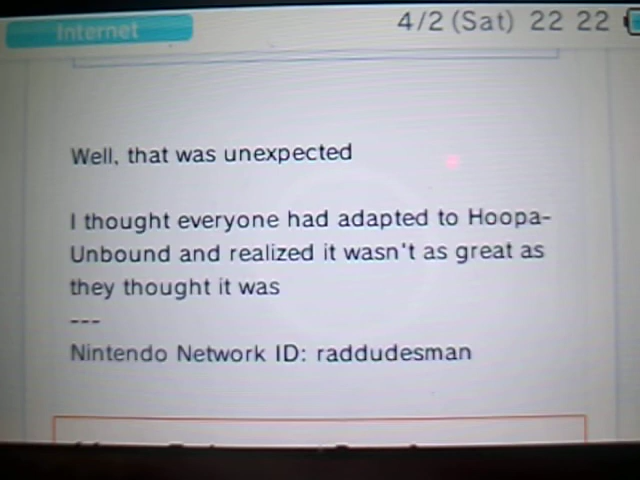 Internet
4/2 (Sat) 22 22
Well, that was unexpected
I thought everyone had adapted to Hoopa-
Unbound and realized it wasn't as great as
they thought it was
---
Nintendo Network ID: raddudesman